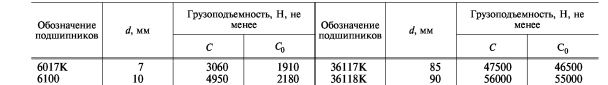 Обозначение подшипников d, мм Грузоподъемность, Н, не менее Обозначение подшипников d, мм Грузоподъемность, Н, не менее
C C₀ C C₀
6017К 7 3060 1910 36117К 85 47500 46500
6100 10 4950 2180 36118К 90 56000 55000